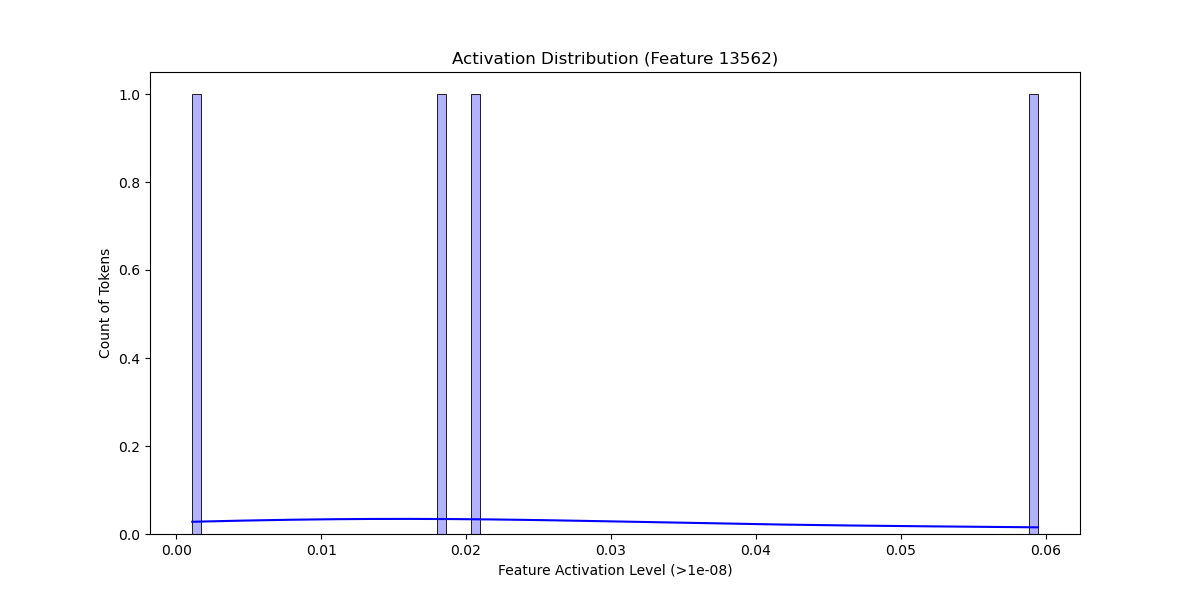 Activation Distribution (Feature 13562)
1.0
0.8
0.6
0.4
0.2
0.0
Count of Tokens
0.00 0.01 0.02 0.03 0.04 0.05 0.06
Feature Activation Level (>1e-08)